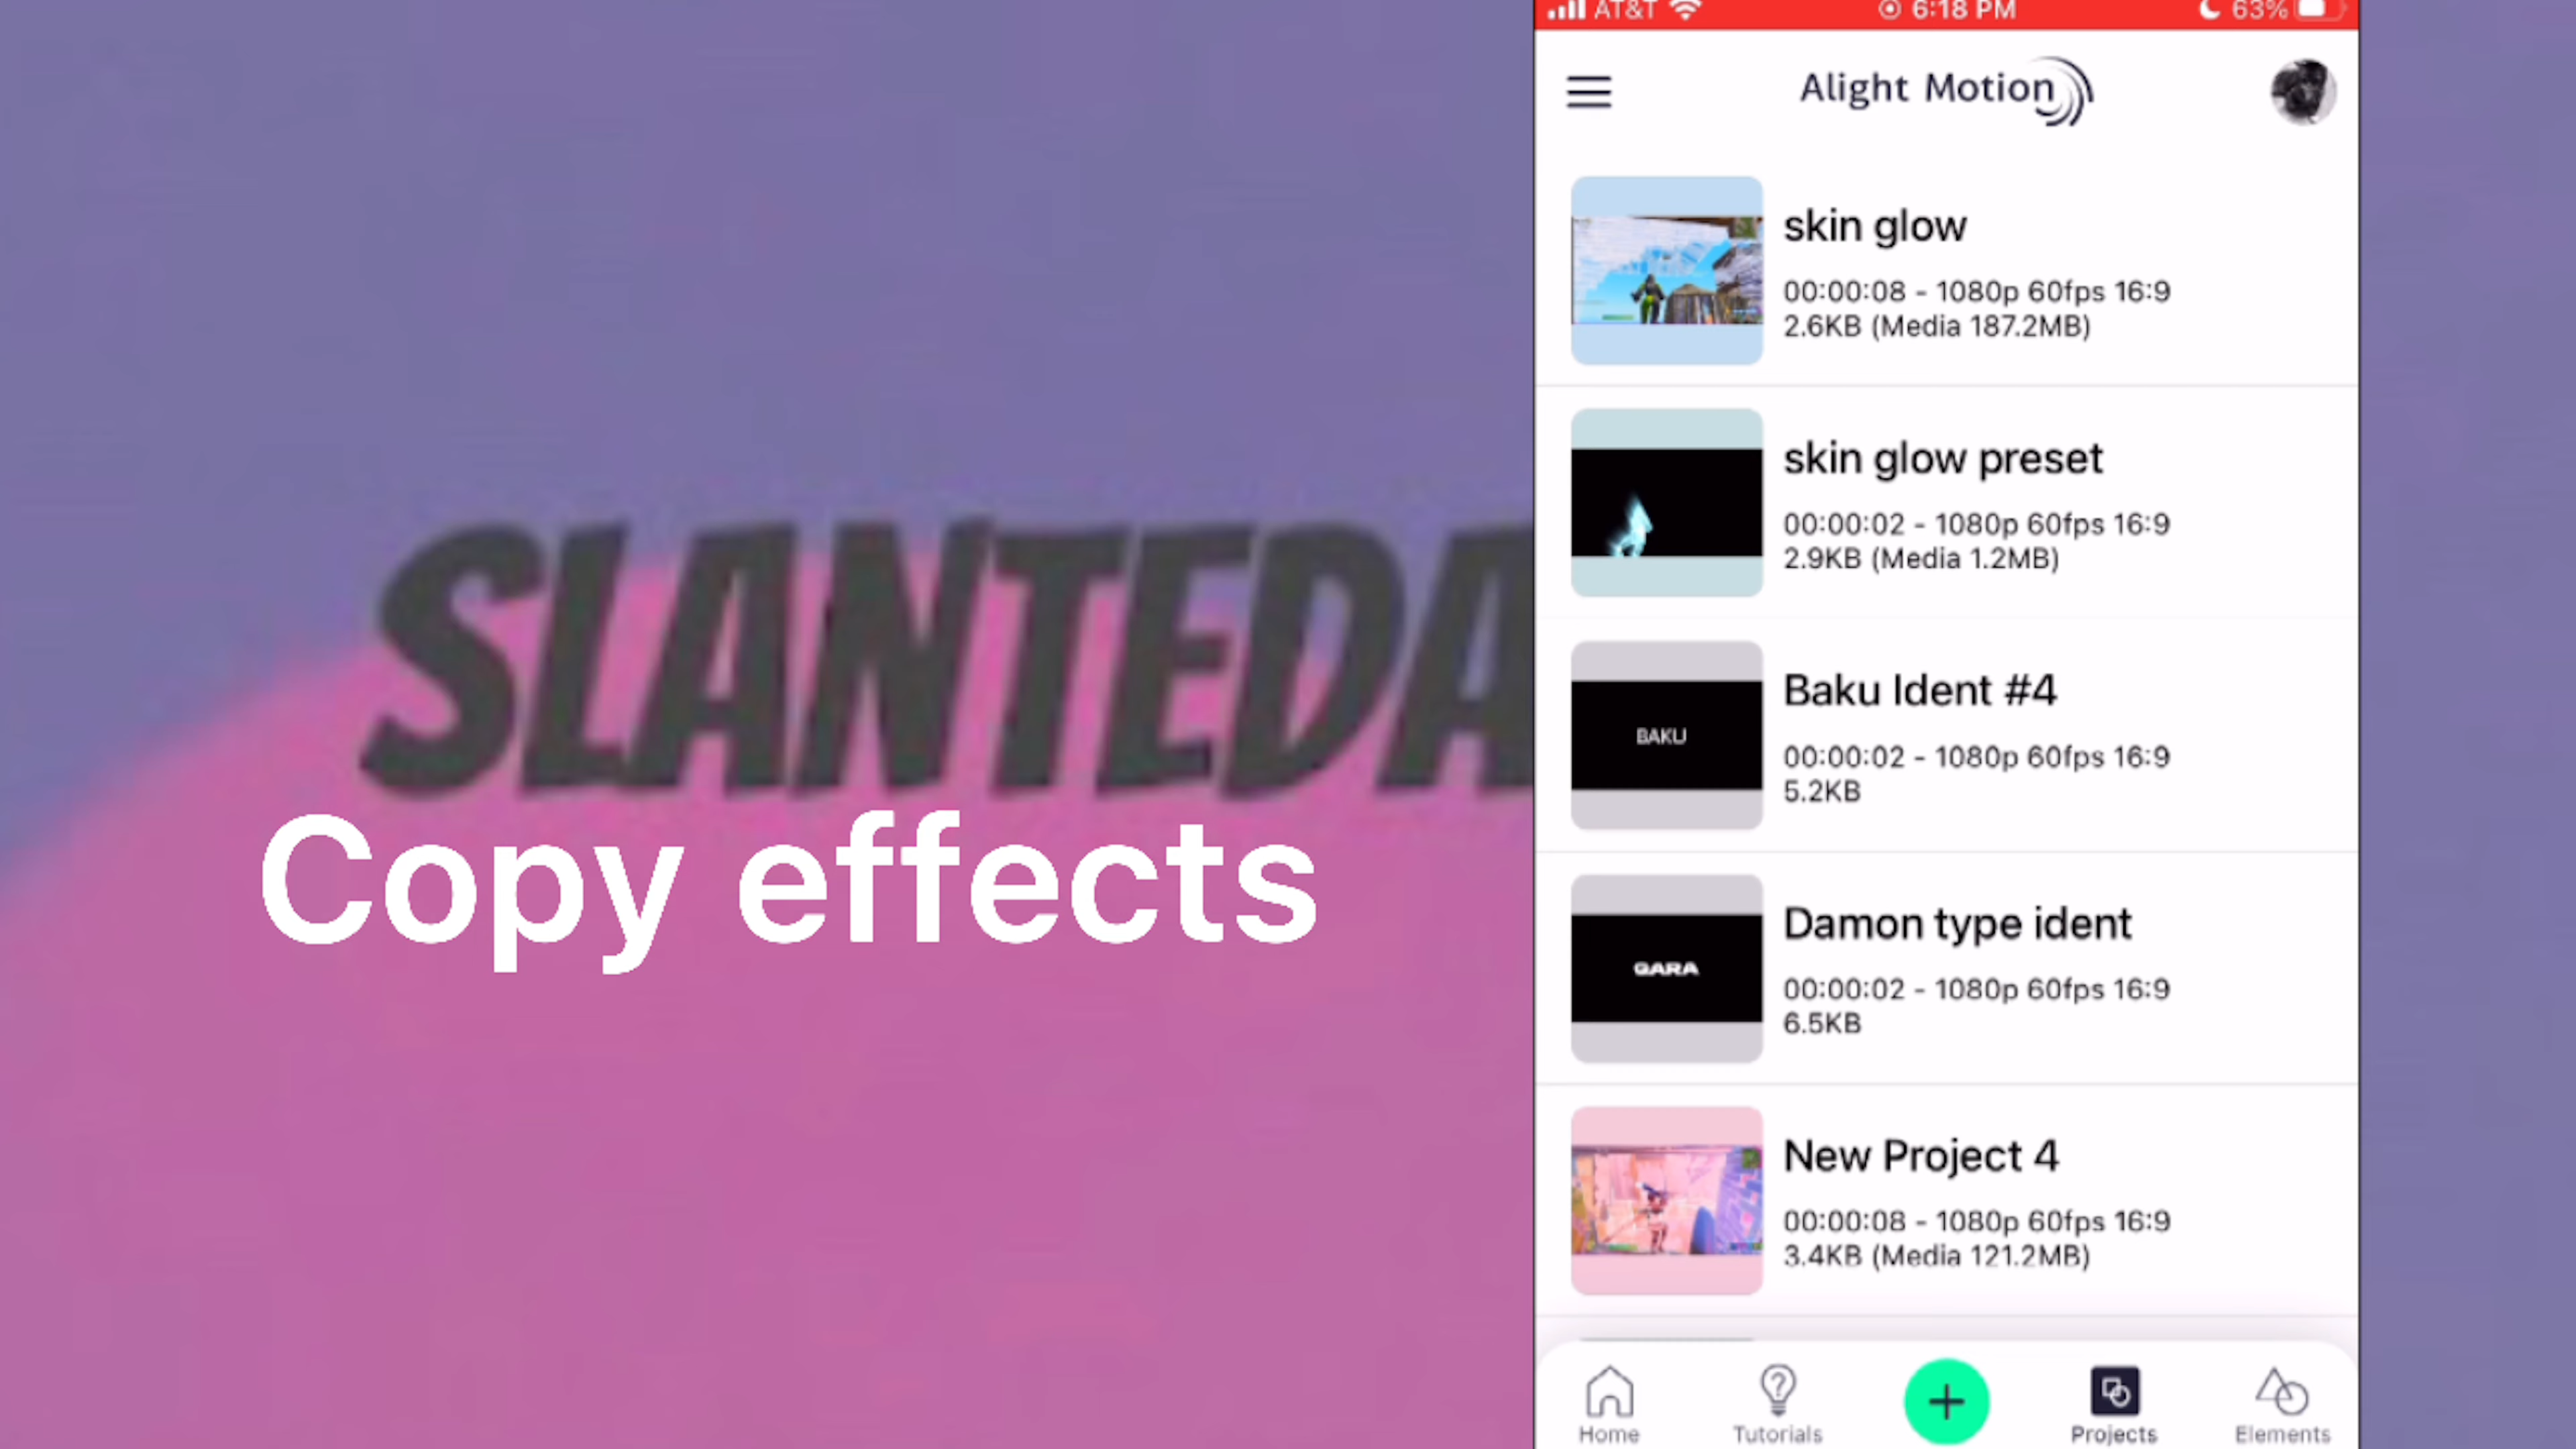 SLANTEDA
Copy effects
AT&T 6:18 PM 63%
Alight Motion
skin glow
00:00:08 - 1080p 60fps 16:9
2.6KB (Media 187.2MB)
skin glow preset
00:00:02 - 1080p 60fps 16:9
2.9KB (Media 1.2MB)
BAKU
Baku Ident #4
00:00:02 - 1080p 60fps 16:9
5.2KB
QARA
Damon type ident
00:00:02 - 1080p 60fps 16:9
6.5KB
New Project 4
00:00:08 - 1080p 60fps 16:9
3.4KB (Media 121.2MB)
Home Tutorials Projects Elements